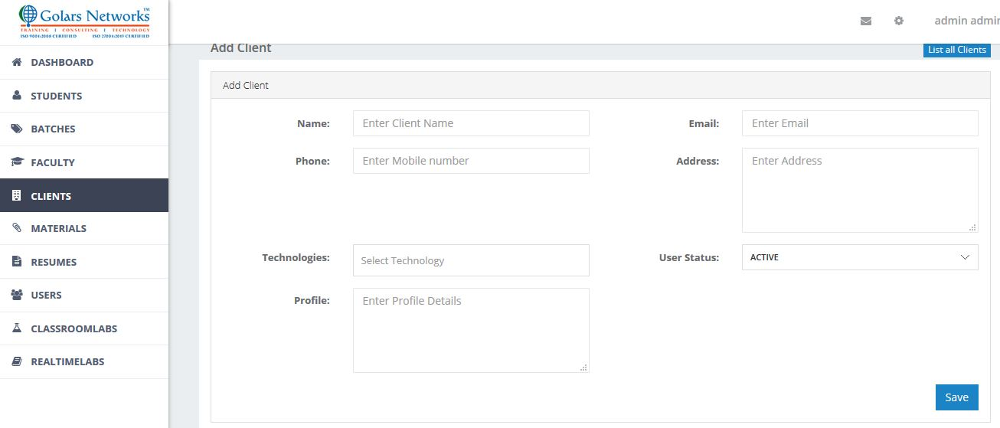 Golars Networks™
TRAINING | CONSULTING | TECHNOLOGY
ISO 9001:2008 CERTIFIED ISO 27001:2013 CERTIFIED
admin admin
DASHBOARD
STUDENTS
BATCHES
FACULTY
CLIENTS
MATERIALS
RESUMES
USERS
CLASSROOMLABS
REALTIMELABS
Add Client
List all Clients
Add Client
Name: Enter Client Name Email: Enter Email
Phone: Enter Mobile number Address: Enter Address
Technologies: Select Technology User Status: ACTIVE
Profile: Enter Profile Details
Save